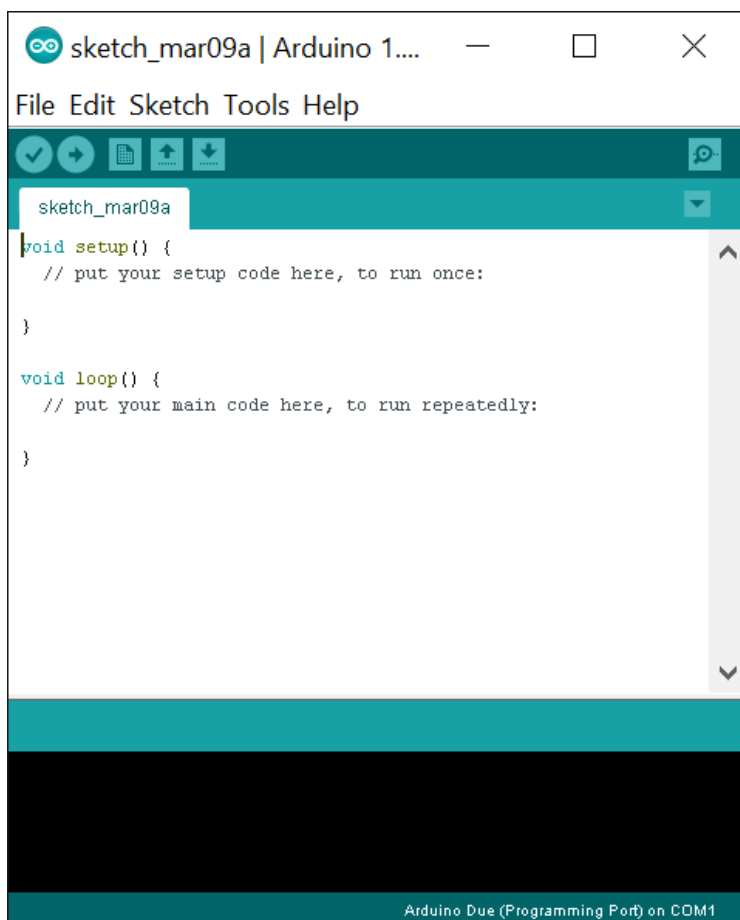 sketch_mar09a | Arduino 1....
File Edit Sketch Tools Help
sketch_mar09a
void setup() {
  // put your setup code here, to run once:
}
void loop() {
  // put your main code here, to run repeatedly:
}
Arduino Due (Programming Port) on COM1